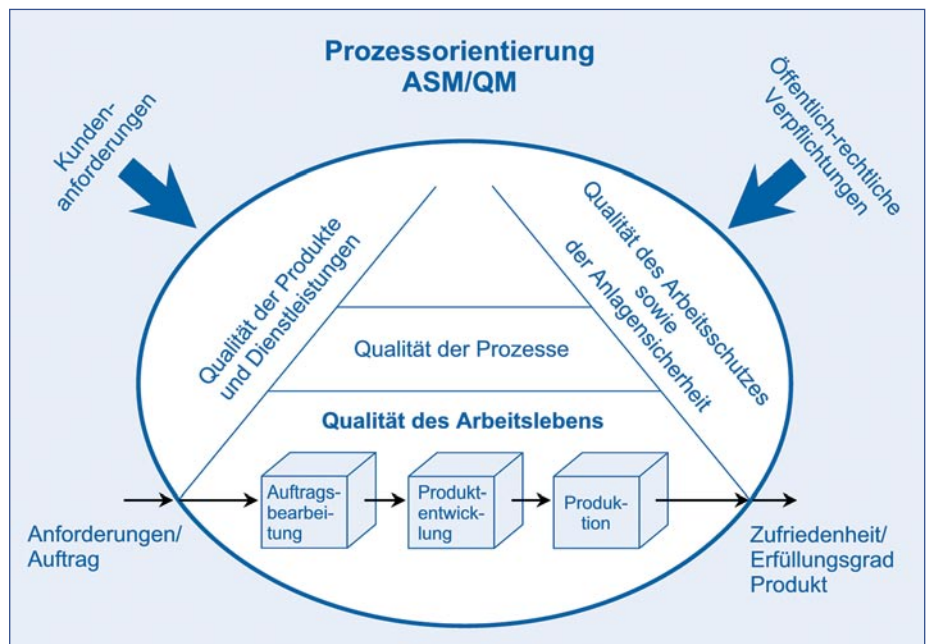 Prozessorientierung
ASM/QM
Kunden-
anforderungen
Öffentlich-rechtliche
Verpflichtungen
Qualität der Produkte
und Dienstleistungen
Qualität des Arbeitsschutzes
sowie
der Anlagensicherheit
Qualität der Prozesse
Qualität des Arbeitslebens
Auftrags-
bearbei-
tung
Produkt-
entwick-
lung
Produk-
tion
Anforderungen/
Auftrag
Zufriedenheit/
Erfüllungsgrad
Produkt